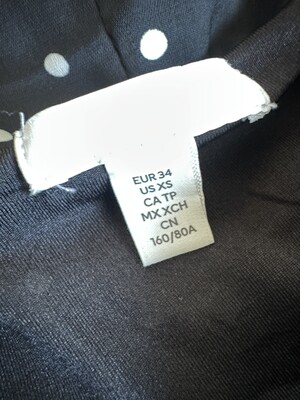 EUR 34
US XS
CA TP
MX XCH
CN
160/80A